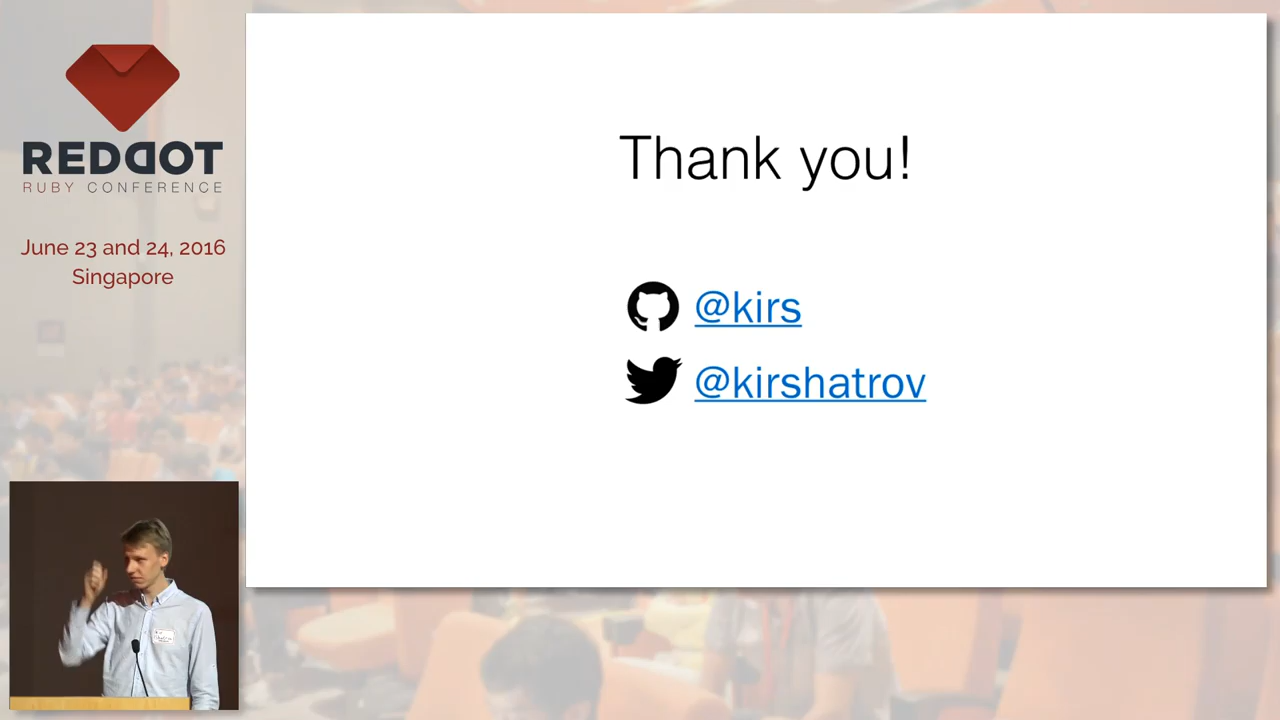 REDDOT
RUBY CONFERENCE
June 23 and 24, 2016
Singapore
Thank you!
@kirs
@kirshatrov